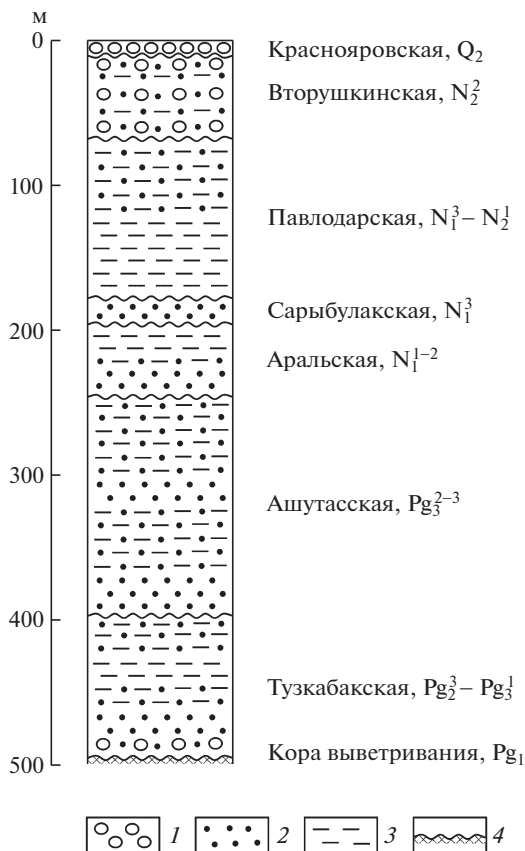 м
0
Краснояровская, Q₂
Вторушкинская, N₂²
100
Павлодарская, N₁³ – N₂¹
Сарыбулакская, N₁³
200
Аральская, N₁¹⁻²
300
Ашутасская, Pg₃²⁻³
400
Тузкабакская, Pg₂³ – Pg₃¹
Кора выветривания, Pg₁
500
1 2 3 4